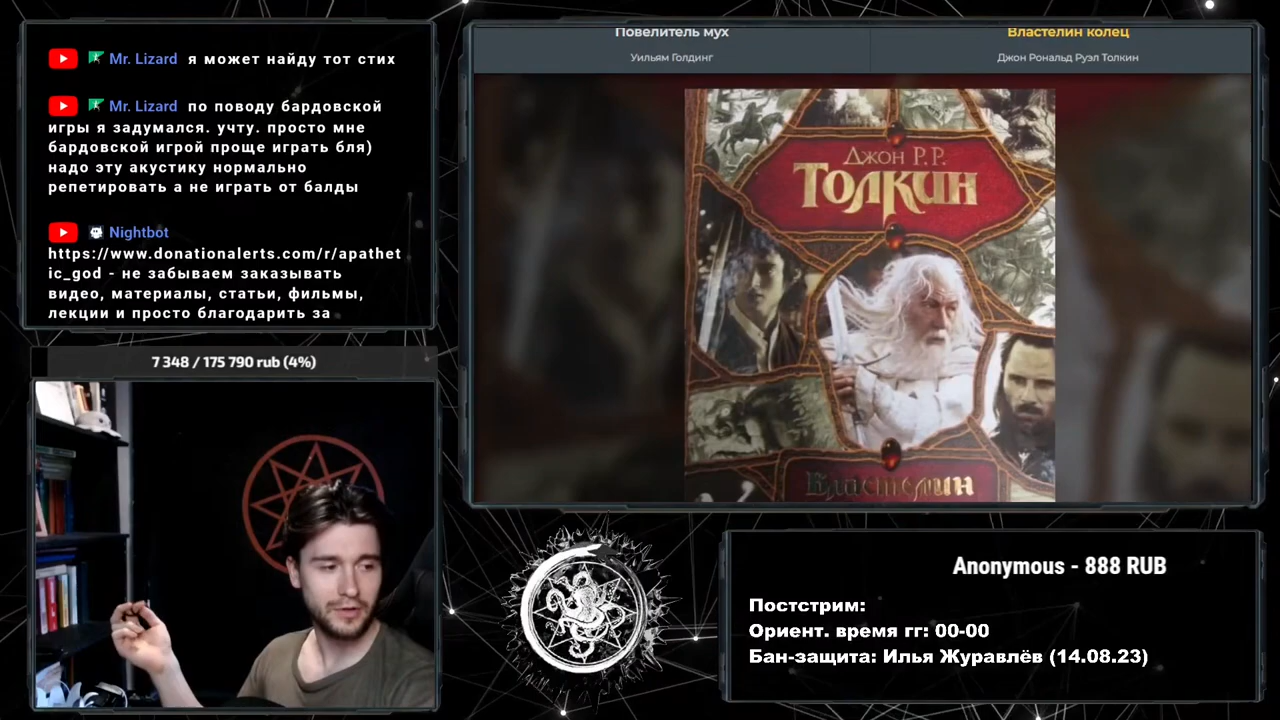 Mr. Lizard я может найду тот стих
Mr. Lizard по поводу бардовской
игры я задумался. учту. просто мне
бардовской игрой проще играть бля)
надо эту акустику нормально
репетировать а не играть от балды
Nightbot
https://www.donationalerts.com/r/apathet
ic_god - не забываем заказывать
видео, материалы, статьи, фильмы,
лекции и просто благодарить за
7 348 / 175 790 rub (4%)
Повелитель мух
Уильям Голдинг
Властелин колец
Джон Рональд Руэл Толкин
Джон Р.Р.
Толкин
Властелин
Anonymous - 888 RUB
Постстрим:
Ориент. время гг: 00-00
Бан-защита: Илья Журавлёв (14.08.23)